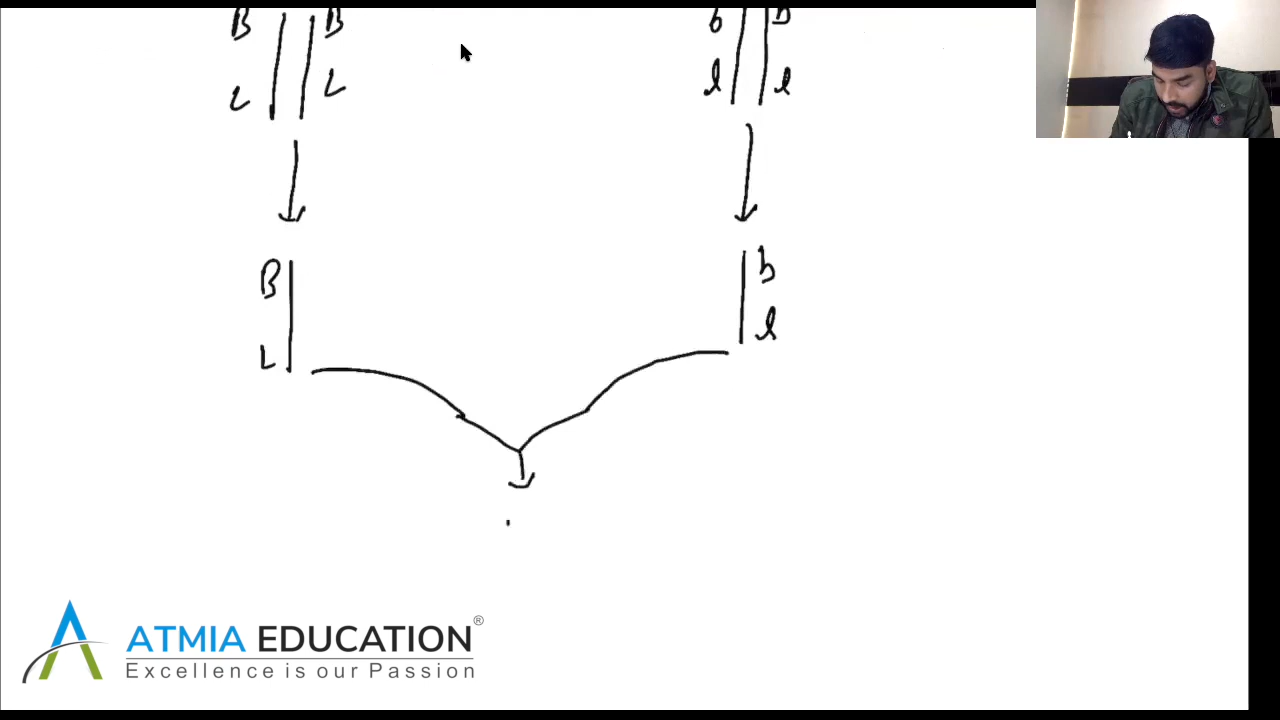 B B b b
L L l l
B b
L l
ATMIA EDUCATION®
Excellence is our Passion